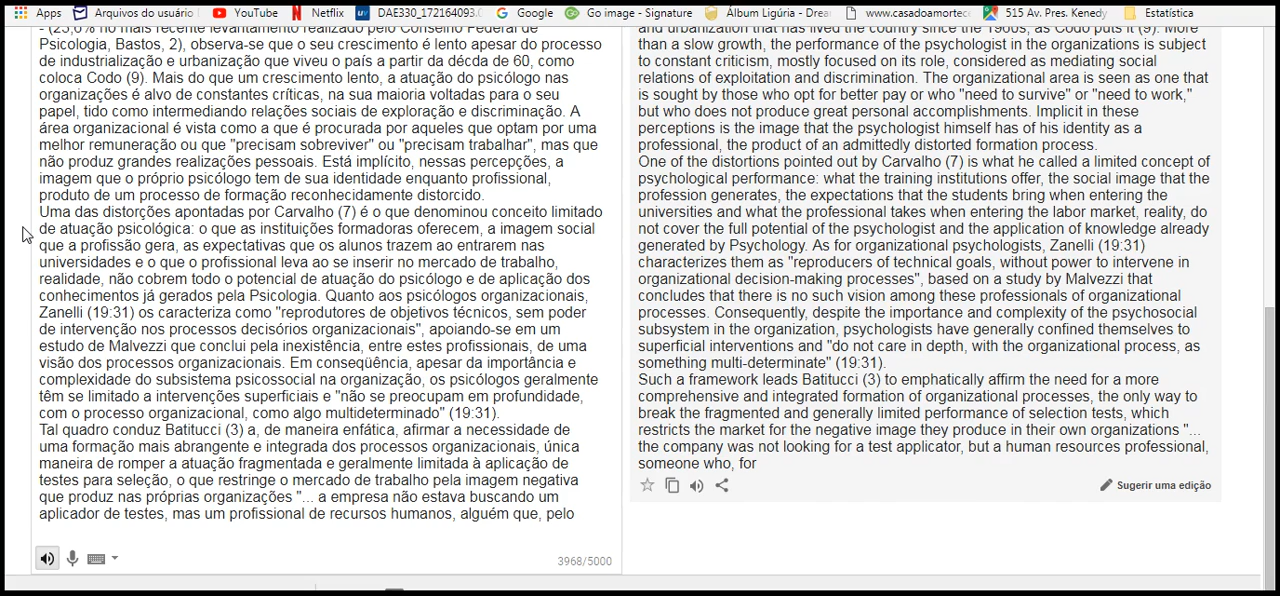 Apps Arquivos do usuário YouTube Netflix DAE330_172164093. Google Go image - Signature Álbum Ligúria - Drea www.casadoamortec 515 Av. Pres. Kenedy Estatística
- (23,6% no mais recente levantamento realizado pelo Conselho Federal de
Psicologia, Bastos, 2), observa-se que o seu crescimento é lento apesar do processo
de industrialização e urbanização que viveu o país a partir da décda de 60, como
coloca Codo (9). Mais do que um crescimento lento, a atuação do psicólogo nas
organizações é alvo de constantes críticas, na sua maioria voltadas para o seu
papel, tido como intermediando relações sociais de exploração e discriminação. A
área organizacional é vista como a que é procurada por aqueles que optam por uma
melhor remuneração ou que "precisam sobreviver" ou "precisam trabalhar", mas que
não produz grandes realizações pessoais. Está implícito, nessas percepções, a
imagem que o próprio psicólogo tem de sua identidade enquanto profissional,
produto de um processo de formação reconhecidamente distorcido.
Uma das distorções apontadas por Carvalho (7) é o que denominou conceito limitado
de atuação psicológica: o que as instituições formadoras oferecem, a imagem social
que a profissão gera, as expectativas que os alunos trazem ao entrarem nas
universidades e o que o profissional leva ao se inserir no mercado de trabalho,
realidade, não cobrem todo o potencial de atuação do psicólogo e de aplicação dos
conhecimentos já gerados pela Psicologia. Quanto aos psicólogos organizacionais,
Zanelli (19:31) os caracteriza como "reprodutores de objetivos técnicos, sem poder
de intervenção nos processos decisórios organizacionais", apoiando-se em um
estudo de Malvezzi que conclui pela inexistência, entre estes profissionais, de uma
visão dos processos organizacionais. Em conseqüência, apesar da importância e
complexidade do subsistema psicossocial na organização, os psicólogos geralmente
têm se limitado a intervenções superficiais e "não se preocupam em profundidade,
com o processo organizacional, como algo multideterminado" (19:31).
Tal quadro conduz Batitucci (3) a, de maneira enfática, afirmar a necessidade de
uma formação mais abrangente e integrada dos processos organizacionais, única
maneira de romper a atuação fragmentada e geralmente limitada à aplicação de
testes para seleção, o que restringe o mercado de trabalho pela imagem negativa
que produz nas próprias organizações "... a empresa não estava buscando um
aplicador de testes, mas um profissional de recursos humanos, alguém que, pelo
3968/5000
and urbanization that has lived the country since the 1960s, as Codo puts it (9). More
than a slow growth, the performance of the psychologist in the organizations is subject
to constant criticism, mostly focused on its role, considered as mediating social
relations of exploitation and discrimination. The organizational area is seen as one that
is sought by those who opt for better pay or who "need to survive" or "need to work,"
but who does not produce great personal accomplishments. Implicit in these
perceptions is the image that the psychologist himself has of his identity as a
professional, the product of an admittedly distorted formation process.
One of the distortions pointed out by Carvalho (7) is what he called a limited concept of
psychological performance: what the training institutions offer, the social image that the
profession generates, the expectations that the students bring when entering the
universities and what the professional takes when entering the labor market, reality, do
not cover the full potential of the psychologist and the application of knowledge already
generated by Psychology. As for organizational psychologists, Zanelli (19:31)
characterizes them as "reproducers of technical goals, without power to intervene in
organizational decision-making processes", based on a study by Malvezzi that
concludes that there is no such vision among these professionals of organizational
processes. Consequently, despite the importance and complexity of the psychosocial
subsystem in the organization, psychologists have generally confined themselves to
superficial interventions and "do not care in depth, with the organizational process, as
something multi-determinate" (19:31).
Such a framework leads Batitucci (3) to emphatically affirm the need for a more
comprehensive and integrated formation of organizational processes, the only way to
break the fragmented and generally limited performance of selection tests, which
restricts the market for the negative image they produce in their own organizations "...
the company was not looking for a test applicator, but a human resources professional,
someone who, for
Sugerir uma edição